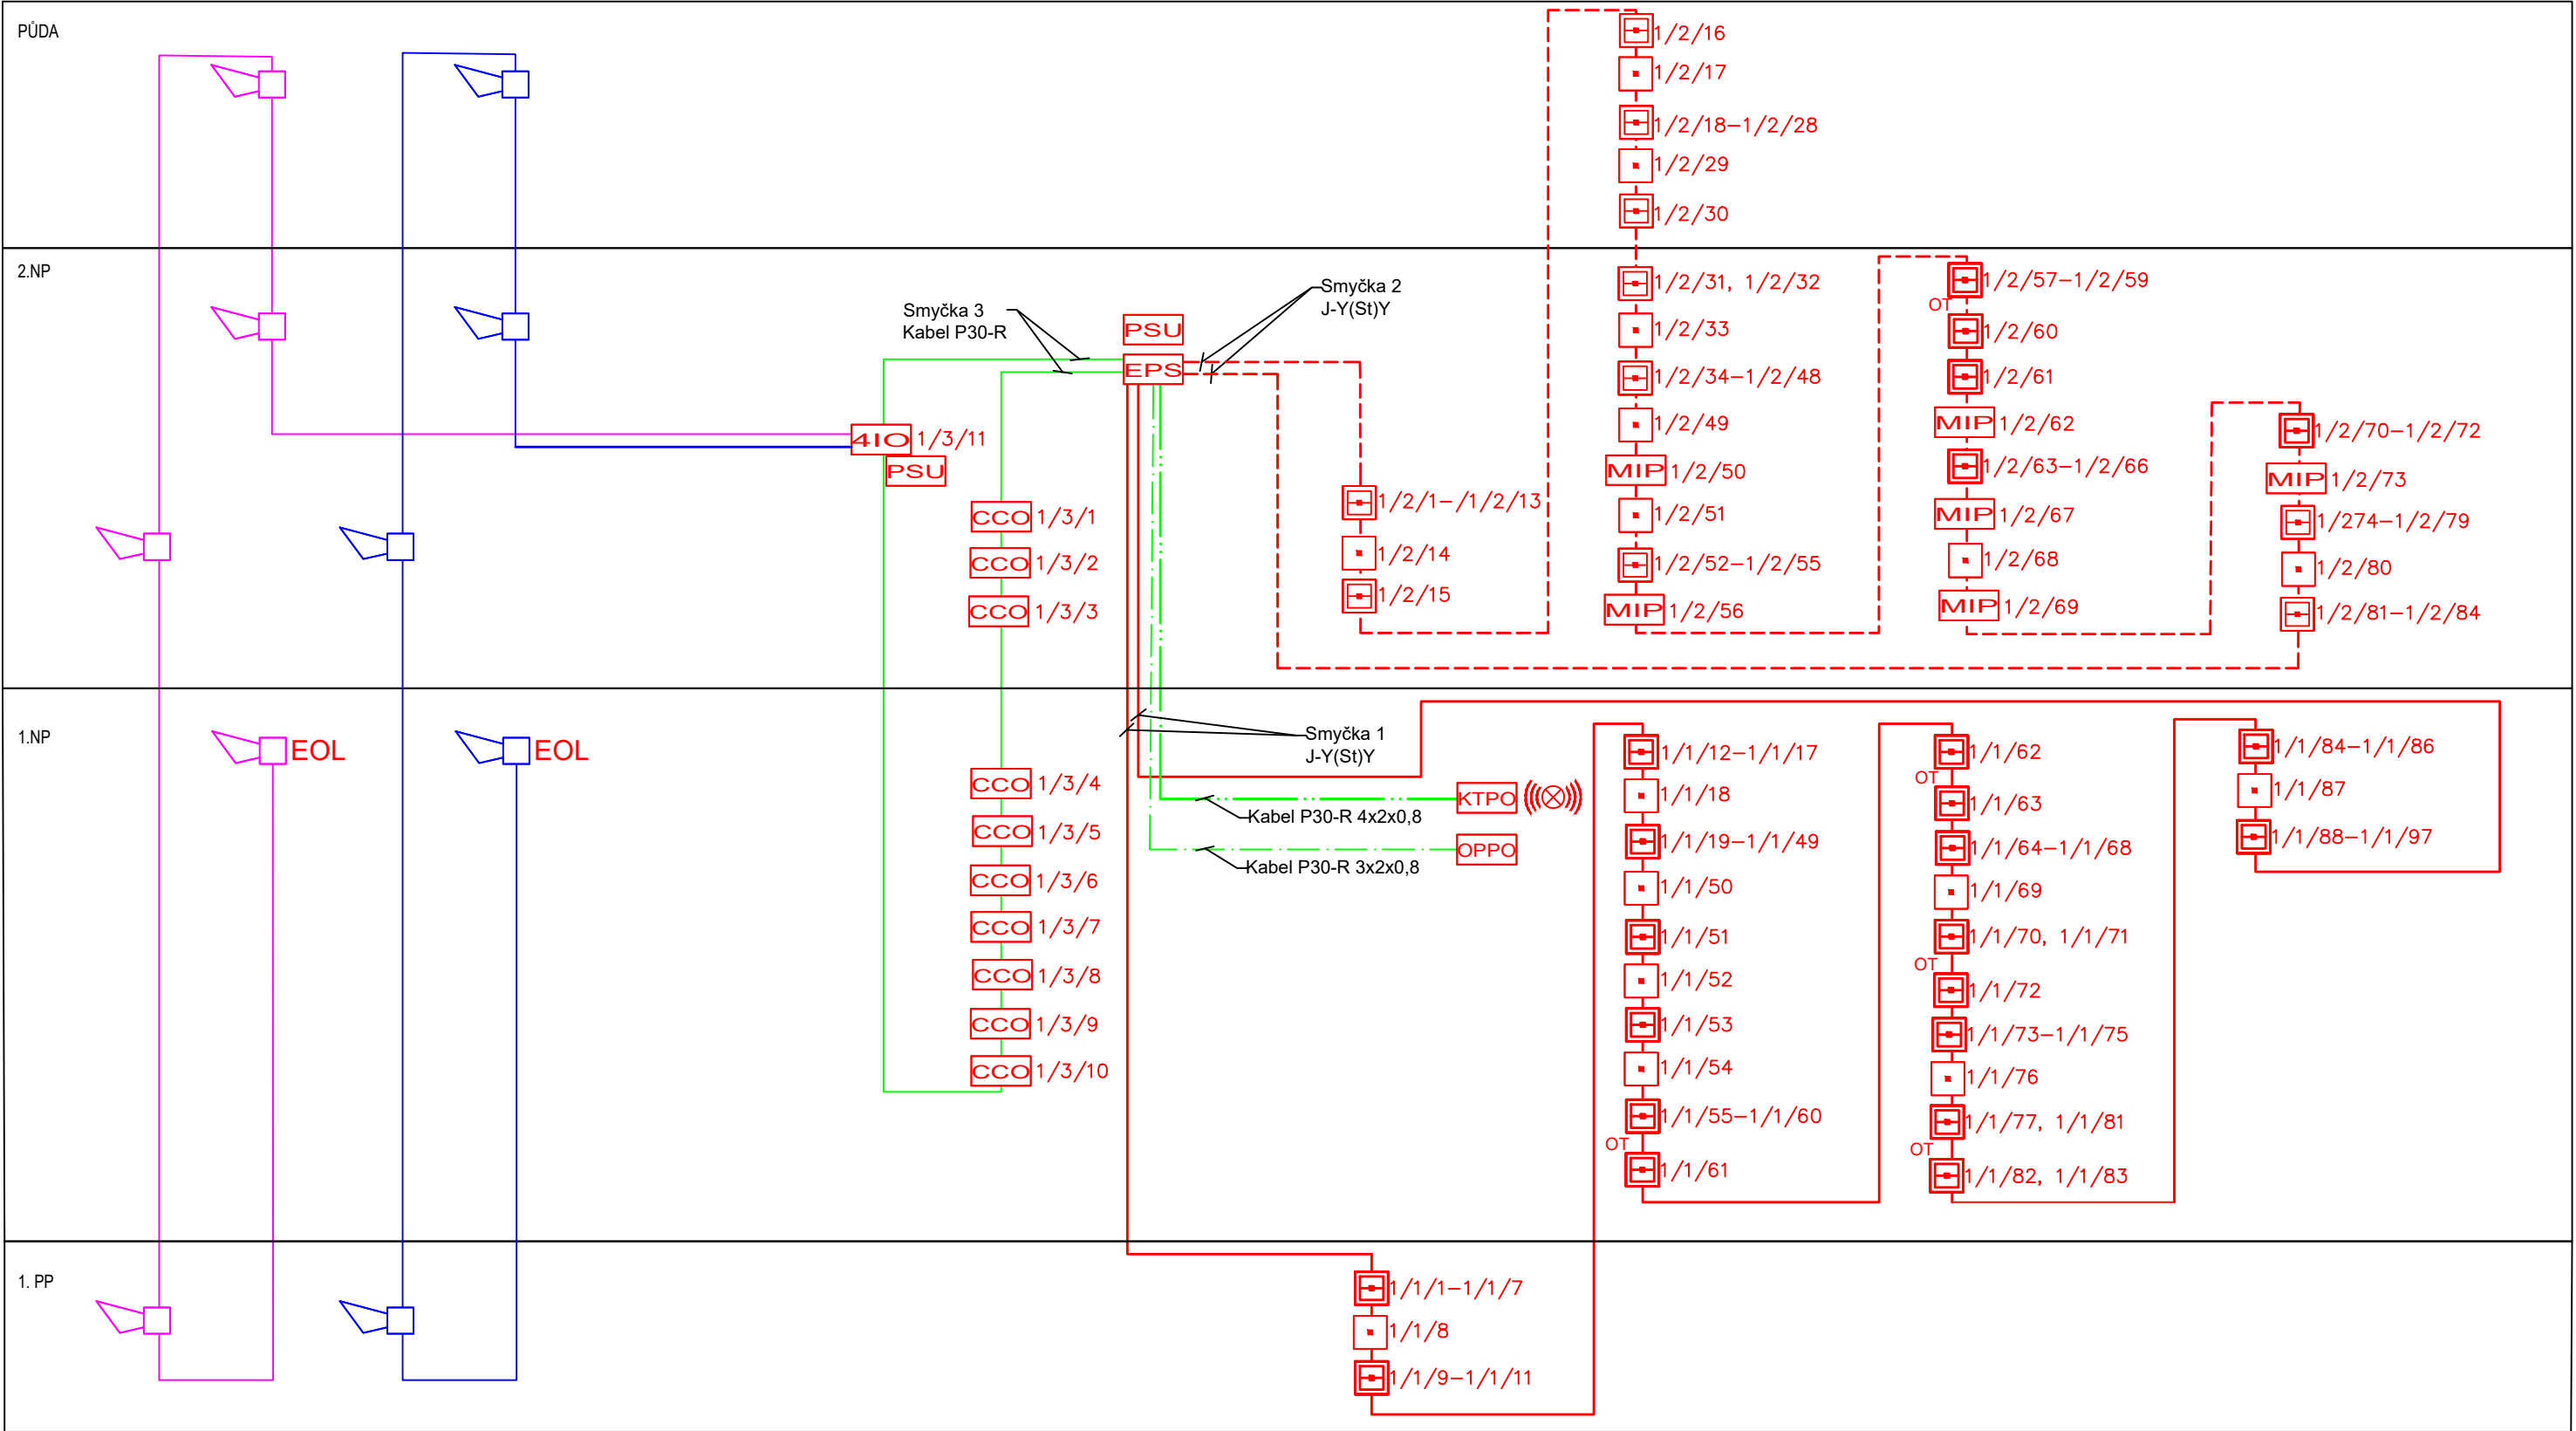 PŮDA
1/2/16
1/2/17
1/2/18-1/2/28
1/2/29
1/2/30
2.NP
Smyčka 3
Kabel P30-R
PSU
EPS
Smyčka 2
J-Y(St)Y
4IO 1/3/11
PSU
CCO 1/3/1
CCO 1/3/2
CCO 1/3/3
1/2/1-/1/2/13
1/2/14
1/2/15
1/2/31, 1/2/32
1/2/33
1/2/34-1/2/48
1/2/49
MIP 1/2/50
1/2/51
1/2/52-1/2/55
MIP 1/2/56
1/2/57-1/2/59
OT
1/2/60
1/2/61
MIP 1/2/62
1/2/63-1/2/66
MIP 1/2/67
1/2/68
MIP 1/2/69
1/2/70-1/2/72
MIP 1/2/73
1/274-1/2/79
1/2/80
1/2/81-1/2/84
1.NP
EOL
EOL
CCO 1/3/4
CCO 1/3/5
CCO 1/3/6
CCO 1/3/7
CCO 1/3/8
CCO 1/3/9
CCO 1/3/10
Smyčka 1
J-Y(St)Y
KTPO
Kabel P30-R 4x2x0,8
OPPO
Kabel P30-R 3x2x0,8
1/1/12-1/1/17
1/1/18
1/1/19-1/1/49
1/1/50
1/1/51
1/1/52
1/1/53
1/1/54
1/1/55-1/1/60
OT
1/1/61
1/1/62
OT
1/1/63
1/1/64-1/1/68
1/1/69
1/1/70, 1/1/71
OT
1/1/72
1/1/73-1/1/75
1/1/76
1/1/77, 1/1/81
OT
1/1/82, 1/1/83
1/1/84-1/1/86
1/1/87
1/1/88-1/1/97
1. PP
1/1/1-1/1/7
1/1/8
1/1/9-1/1/11